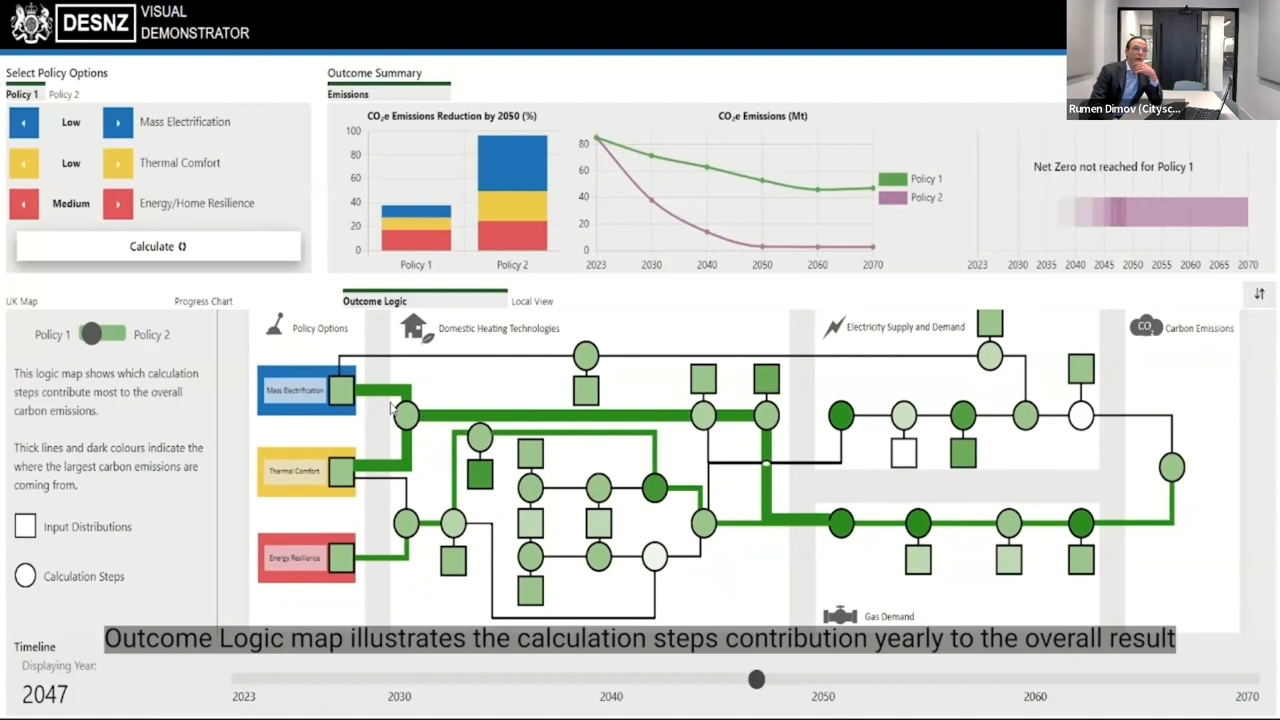 DESNZ
VISUAL
DEMONSTRATOR
Rumen Dimov (Citysc...
Select Policy Options
Policy 1
Policy 2
Low
Mass Electrification
Low
Thermal Comfort
Medium
Energy/Home Resilience
Calculate
Outcome Summary
Emissions
CO₂e Emissions Reduction by 2050 (%)
100
80
60
40
20
0
Policy 1
Policy 2
CO₂e Emissions (Mt)
80
60
40
20
0
2023
2030
2040
2050
2060
2070
Policy 1
Policy 2
Net Zero not reached for Policy 1
2023
2030
2035
2040
2045
2050
2055
2060
2065
2070
UK Map
Progress Chart
Outcome Logic
Local View
Policy 1
Policy 2
This logic map shows which calculation
steps contribute most to the overall
carbon emissions.
Thick lines and dark colours indicate the
where the largest carbon emissions are
coming from.
Input Distributions
Calculation Steps
Policy Options
Domestic Heating Technologies
Electricity Supply and Demand
CO₂
Carbon Emissions
Mass Electrification
Thermal Comfort
Energy Resilience
Gas Demand
Outcome Logic map illustrates the calculation steps contribution yearly to the overall result
Timeline
Displaying Year:
2047
2023
2030
2040
2050
2060
2070